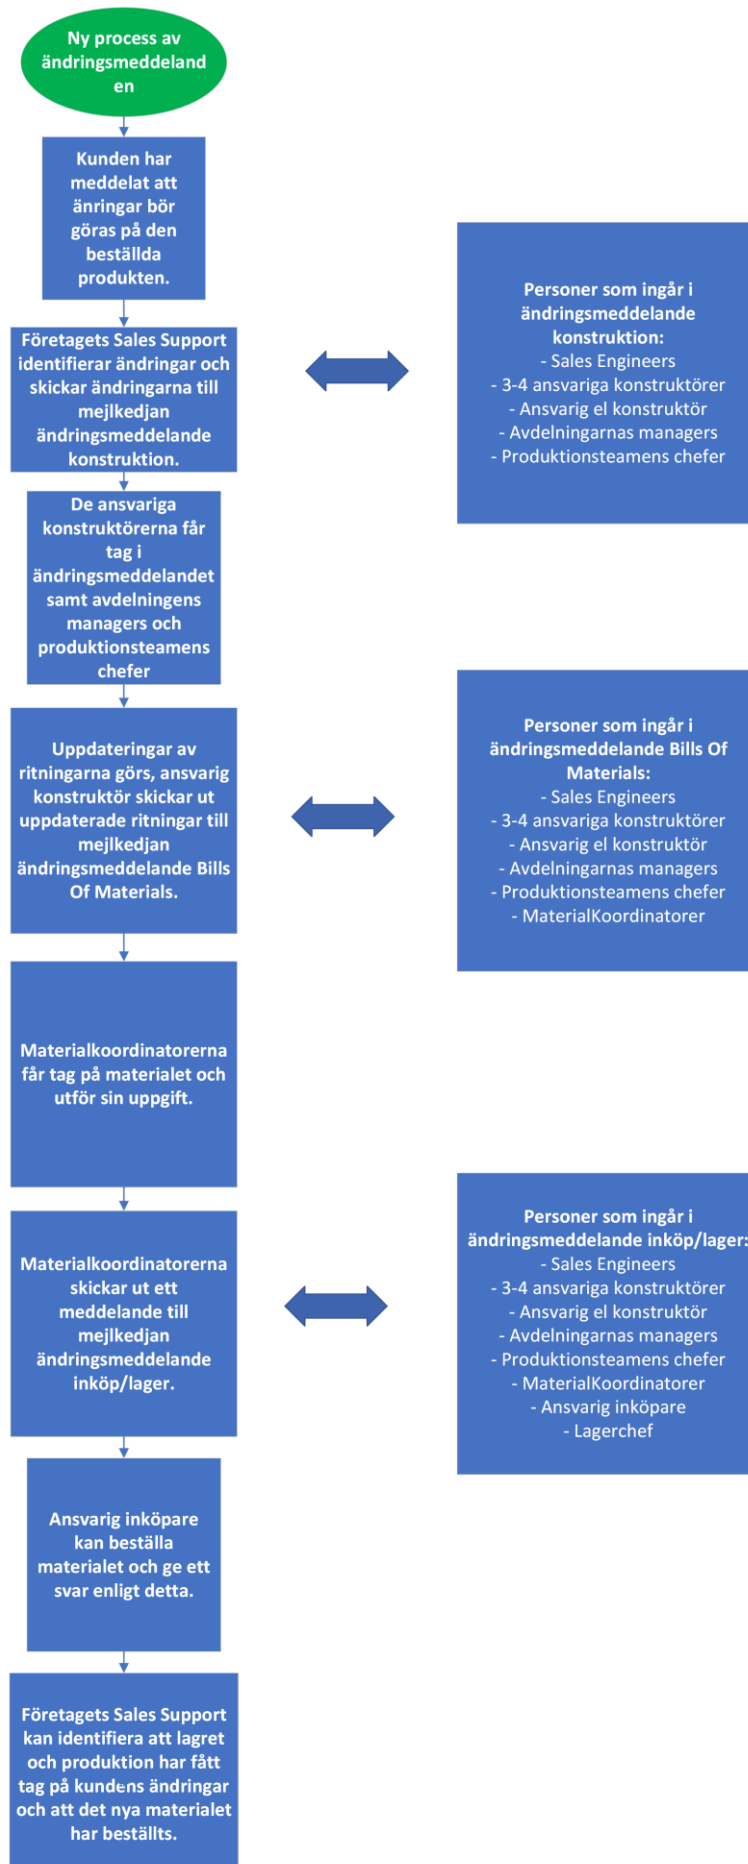 Ny process av
ändringsmeddeland
en
Kunden har
meddelat att
änringar bör
göras på den
beställda
produkten.
Företagets Sales Support
identifierar ändringar och
skickar ändringarna till
mejlkedjan
ändringsmeddelande
konstruktion.
Personer som ingår i
ändringsmeddelande
konstruktion:
- Sales Engineers
- 3-4 ansvariga konstruktörer
- Ansvarig el konstruktör
- Avdelningarnas managers
- Produktionsteamens chefer
De ansvariga
konstruktörerna får
tag i
ändringsmeddelandet
samt avdelningens
managers och
produktionsteamens
chefer
Uppdateringar av
ritningarna görs, ansvarig
konstruktör skickar ut
uppdaterade ritningar till
mejlkedjan
ändringsmeddelande Bills
Of Materials.
Personer som ingår i
ändringsmeddelande Bills Of
Materials:
- Sales Engineers
- 3-4 ansvariga konstruktörer
- Ansvarig el konstruktör
- Avdelningarnas managers
- Produktionsteamens chefer
- MaterialKoordinatorer
Materialkoordinatorerna
får tag på materialet och
utför sin uppgift.
Materialkoordinatorerna
skickar ut ett
meddelande till
mejlkedjan
ändringsmeddelande
inköp/lager.
Personer som ingår i
ändringsmeddelande inköp/lager:
- Sales Engineers
- 3-4 ansvariga konstruktörer
- Ansvarig el konstruktör
- Avdelningarnas managers
- Produktionsteamens chefer
- MaterialKoordinatorer
- Ansvarig inköpare
- Lagerchef
Ansvarig inköpare
kan beställa
materialet och ge ett
svar enligt detta.
Företagets Sales Support
kan identifiera att lagret
och produktion har fått
tag på kundens ändringar
och att det nya materialet
har beställts.